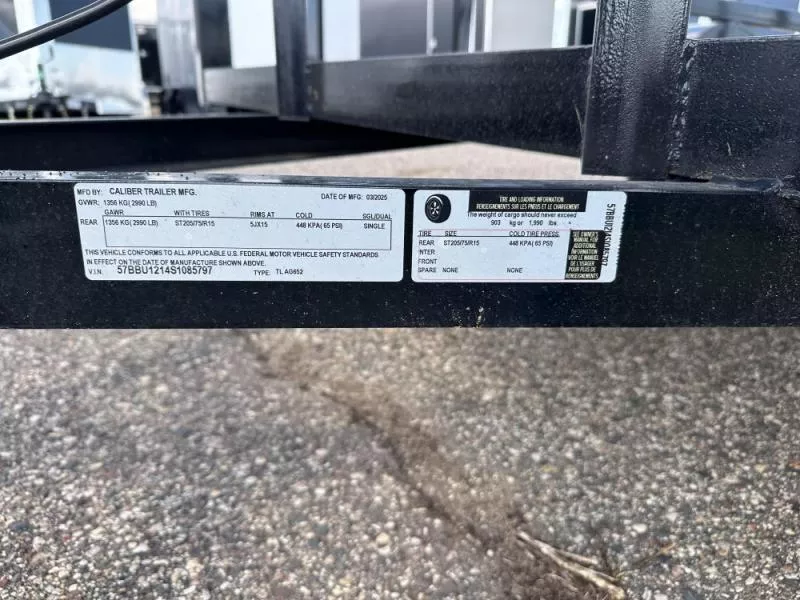 MFD BY: CALIBER TRAILER MFG. DATE OF MFG: 03/2025
GVWR: 1356 KG( 2990 LB)
GAWR WITH TIRES RIMS AT COLD SGL/DUAL
REAR 1356 KG( 2990 LB) ST205/75/R15 5JX15 448 KPA( 65 PSI) SINGLE
THIS VEHICLE CONFORMS TO ALL APPLICABLE U.S. FEDERAL MOTOR VEHICLE SAFETY STANDARDS
IN EFFECT ON THE DATE OF MANUFACTURE SHOWN ABOVE.
V.I.N. 57BBU1214S1085797 TYPE: TL AG652
TIRE AND LOADING INFORMATION
RENSEIGNEMENTS SUR LES PNEUS ET LE CHARGEMENT
The weight of cargo should never exceed
903 kg or 1,990 lbs.
TIRE SIZE COLD TIRE PRESS.
REAR ST205/75/R15 448 KPA( 65 PSI)
INTER
FRONT
SPARE NONE NONE
SEE OWNER'S
MANUAL FOR
ADDITIONAL
INFORMATION
VOIR LE MANUEL
DE L'USAGER
POUR PLUS DE
RENSEIGNEMENTS
57BBU1214S1085797